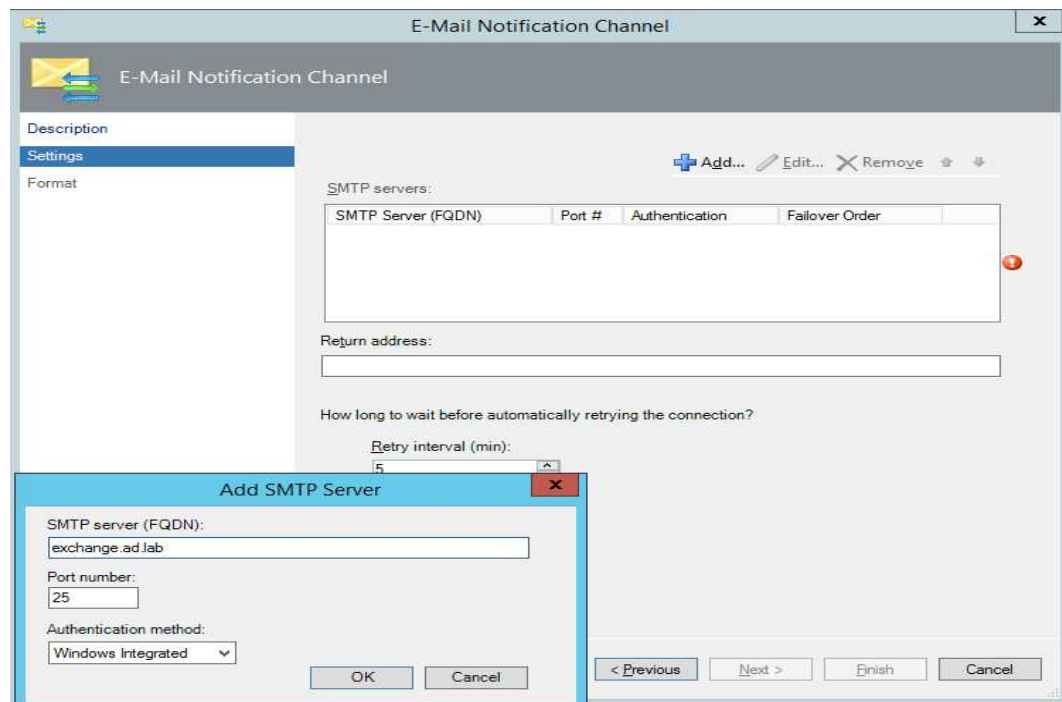 E-Mail Notification Channel
x
E-Mail Notification Channel
Description
Settings
Format
Add... Edit... Remove
SMTP servers:
SMTP Server (FQDN) Port # Authentication Failover Order
Return address:
How long to wait before automatically retrying the connection?
Retry interval (min):
5
Add SMTP Server
x
SMTP server (FQDN):
exchange.ad.lab
Port number:
25
Authentication method:
Windows Integrated
OK Cancel
< Previous Next > Finish Cancel